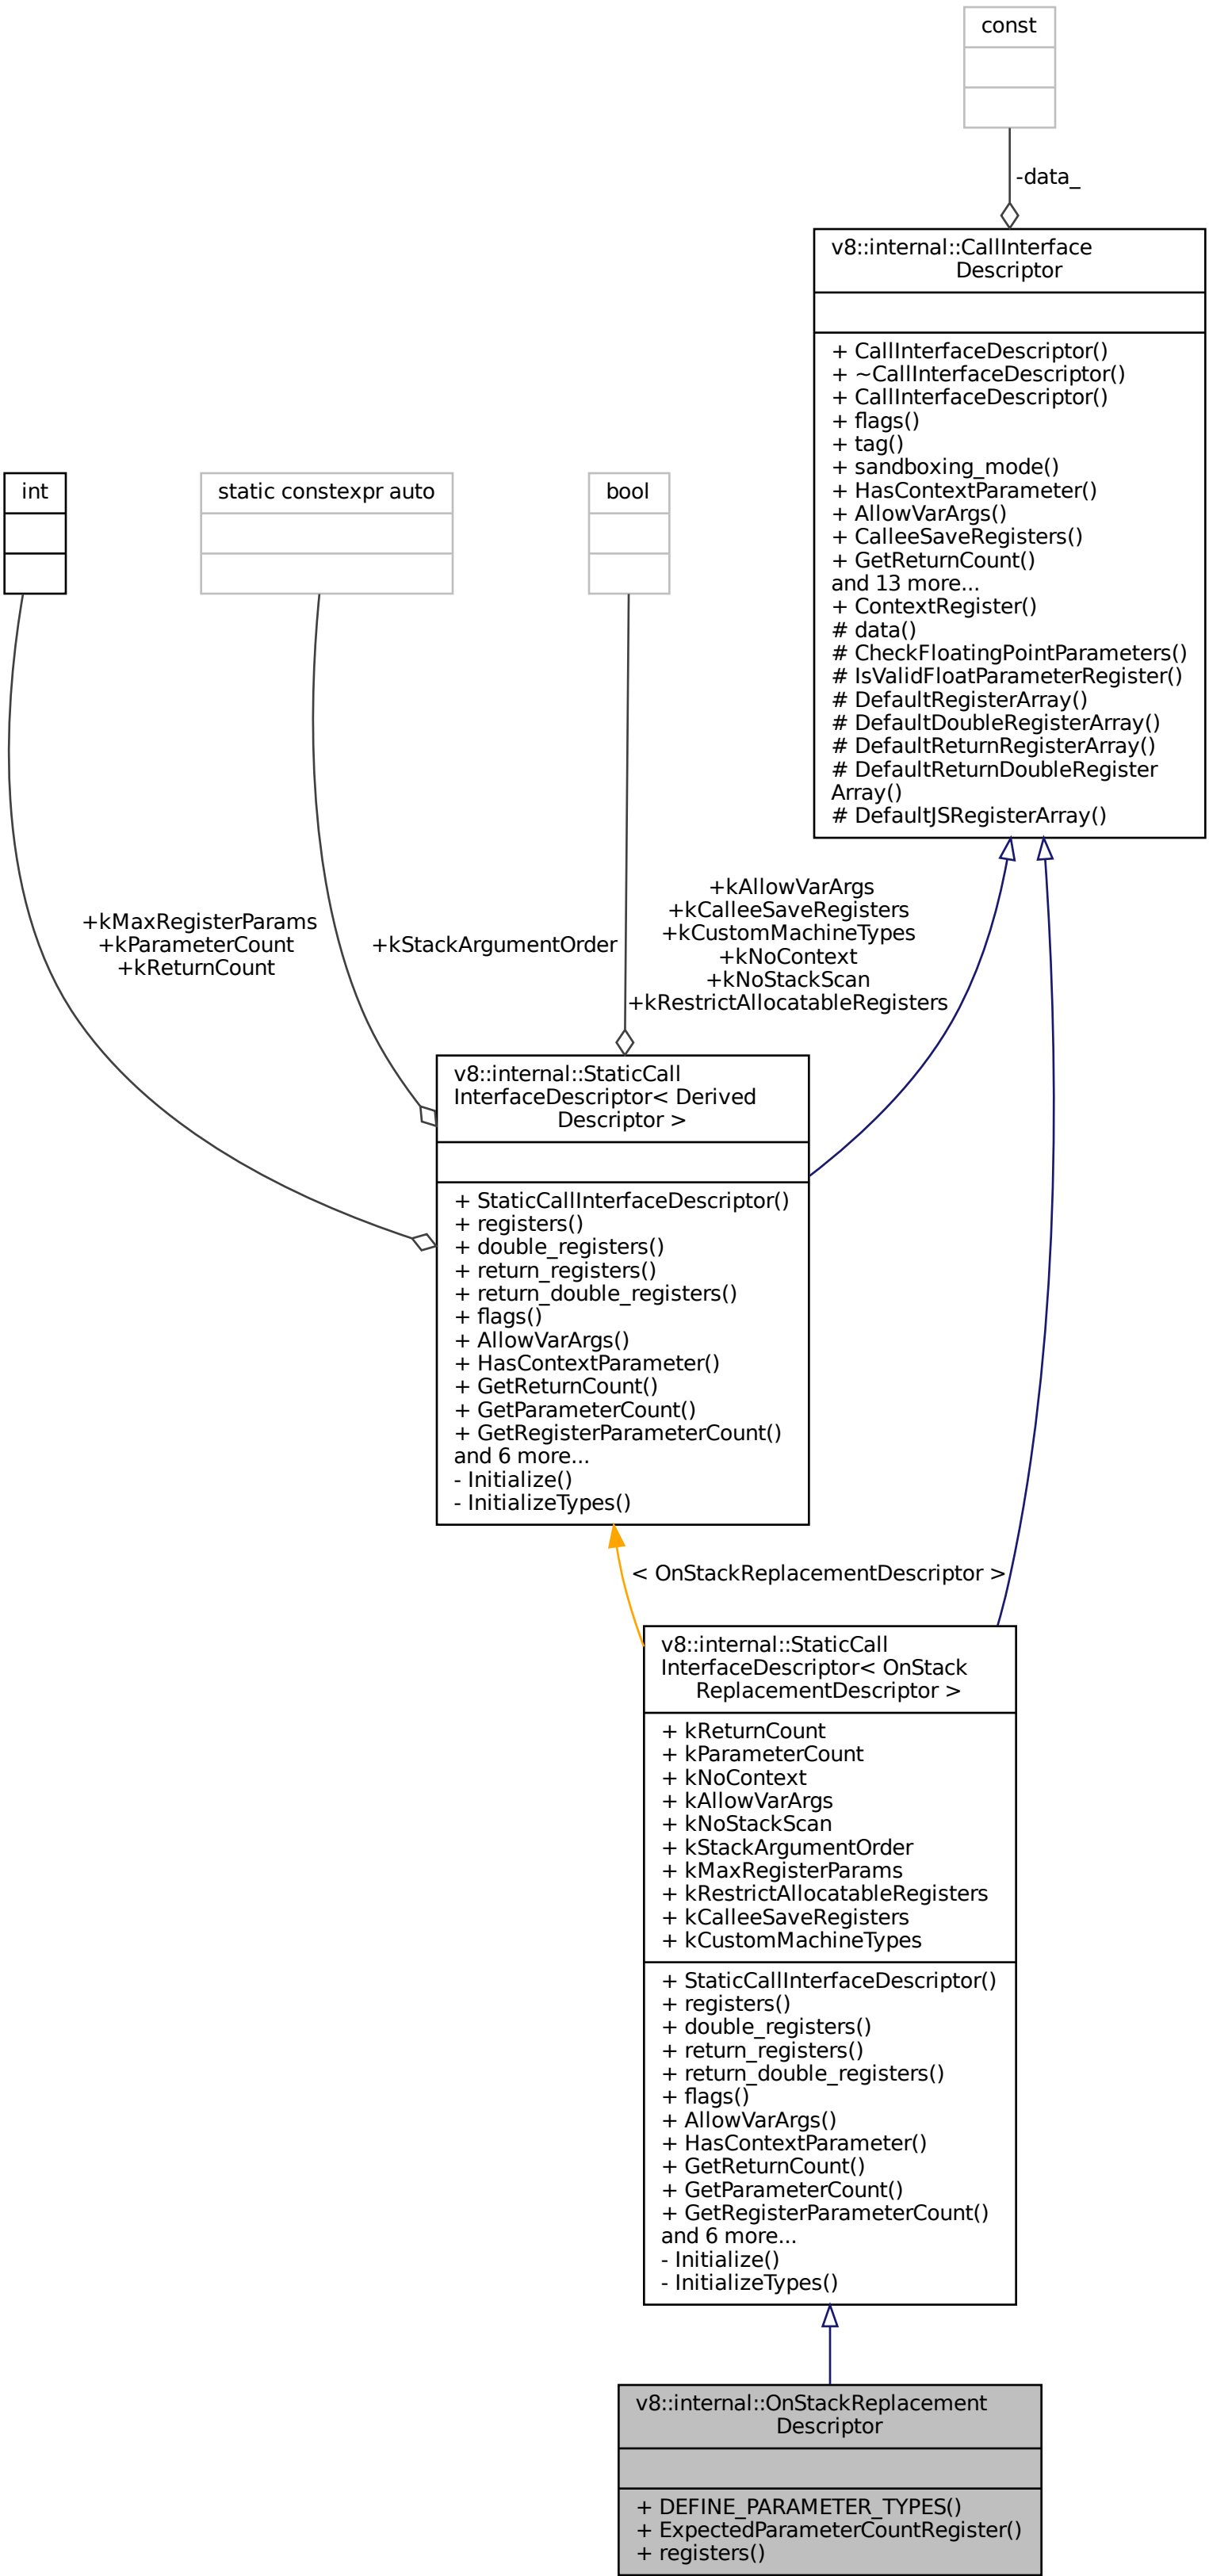 const
-data_
v8::internal::CallInterface
Descriptor
+ CallInterfaceDescriptor()
+ ~CallInterfaceDescriptor()
+ CallInterfaceDescriptor()
+ flags()
+ tag()
+ sandboxing_mode()
+ HasContextParameter()
+ AllowVarArgs()
+ CalleeSaveRegisters()
+ GetReturnCount()
and 13 more...
+ ContextRegister()
# data()
# CheckFloatingPointParameters()
# IsValidFloatParameterRegister()
# DefaultRegisterArray()
# DefaultDoubleRegisterArray()
# DefaultReturnRegisterArray()
# DefaultReturnDoubleRegister
Array()
# DefaultJSRegisterArray()
int
static constexpr auto
bool
+kMaxRegisterParams
+kParameterCount
+kReturnCount
+kStackArgumentOrder
+kAllowVarArgs
+kCalleeSaveRegisters
+kCustomMachineTypes
+kNoContext
+kNoStackScan
+kRestrictAllocatableRegisters
v8::internal::StaticCall
InterfaceDescriptor< Derived
Descriptor >
+ StaticCallInterfaceDescriptor()
+ registers()
+ double_registers()
+ return_registers()
+ return_double_registers()
+ flags()
+ AllowVarArgs()
+ HasContextParameter()
+ GetReturnCount()
+ GetParameterCount()
+ GetRegisterParameterCount()
and 6 more...
- Initialize()
- InitializeTypes()
< OnStackReplacementDescriptor >
v8::internal::StaticCall
InterfaceDescriptor< OnStack
ReplacementDescriptor >
+ kReturnCount
+ kParameterCount
+ kNoContext
+ kAllowVarArgs
+ kNoStackScan
+ kStackArgumentOrder
+ kMaxRegisterParams
+ kRestrictAllocatableRegisters
+ kCalleeSaveRegisters
+ kCustomMachineTypes
+ StaticCallInterfaceDescriptor()
+ registers()
+ double_registers()
+ return_registers()
+ return_double_registers()
+ flags()
+ AllowVarArgs()
+ HasContextParameter()
+ GetReturnCount()
+ GetParameterCount()
+ GetRegisterParameterCount()
and 6 more...
- Initialize()
- InitializeTypes()
v8::internal::OnStackReplacement
Descriptor
+ DEFINE_PARAMETER_TYPES()
+ ExpectedParameterCountRegister()
+ registers()